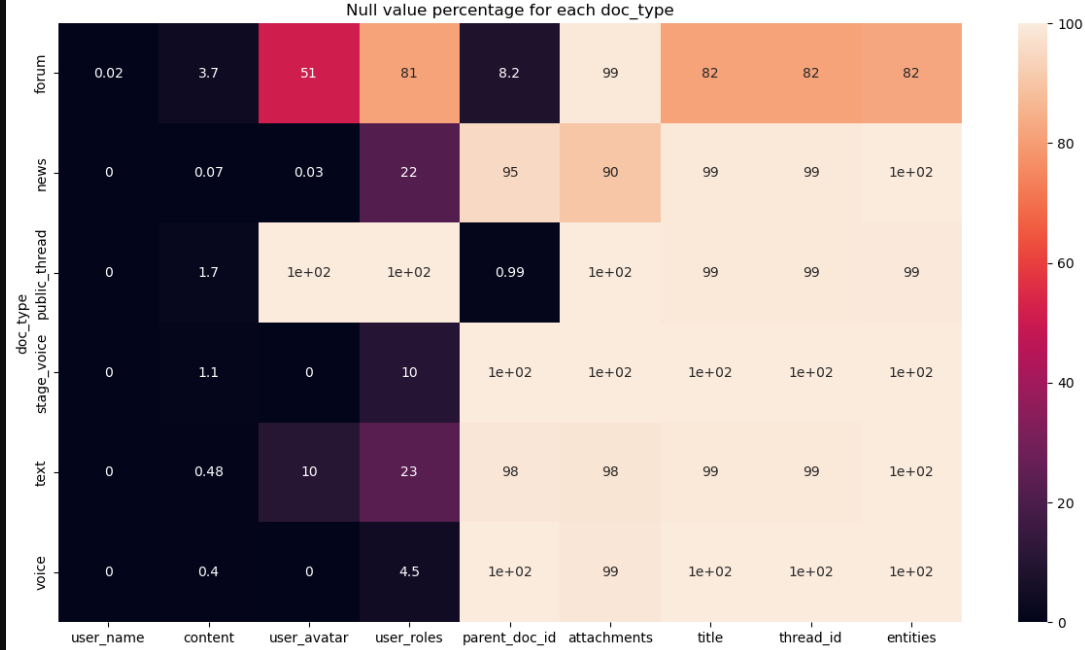 Null value percentage for each doc_type
forum 0.02 3.7 51 81 8.2 99 82 82 82
news 0 0.07 0.03 22 95 90 99 99 1e+02
public_thread 0 1.7 1e+02 1e+02 0.99 1e+02 99 99 99
stage_voice 0 1.1 0 10 1e+02 1e+02 1e+02 1e+02 1e+02
text 0 0.48 10 23 98 98 99 99 1e+02
voice 0 0.4 0 4.5 1e+02 99 1e+02 1e+02 1e+02
doc_type
user_name content user_avatar user_roles parent_doc_id attachments title thread_id entities
100
80
60
40
20
0